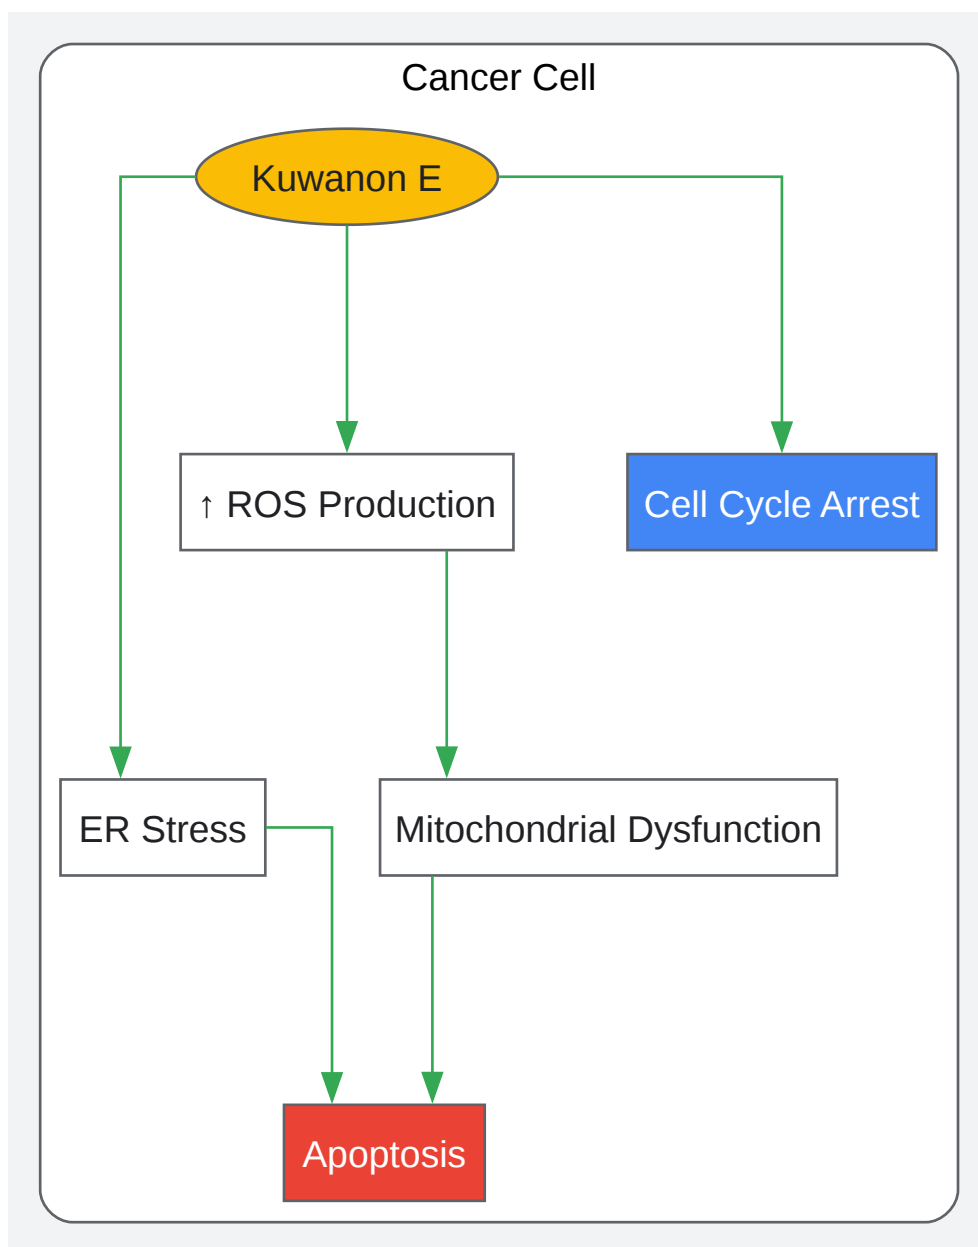 Cancer Cell
Kuwanon E
↑ ROS Production
Cell Cycle Arrest
ER Stress
Mitochondrial Dysfunction
Apoptosis